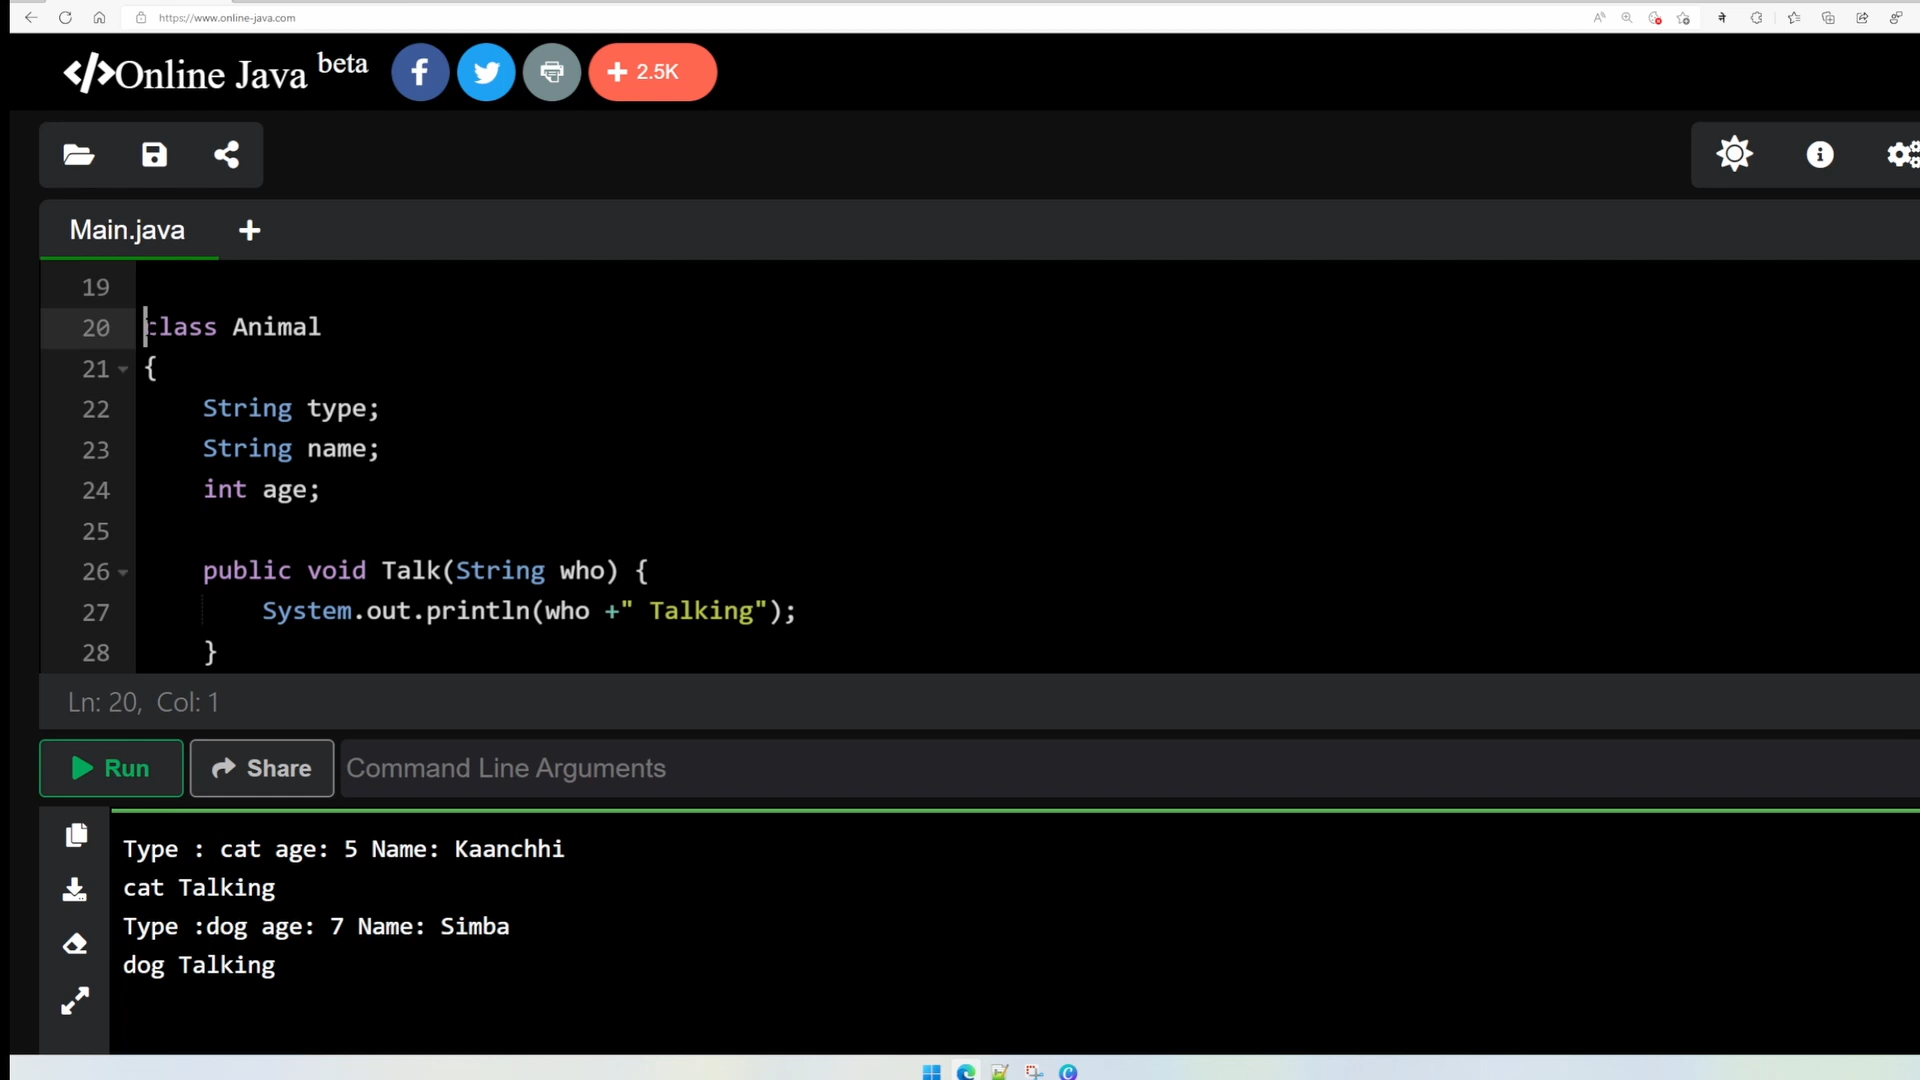 https://www.online-java.com
</>Online Java beta
2.5K
Main.java
19
20 class Animal
21 {
22 String type;
23 String name;
24 int age;
25
26 public void Talk(String who) {
27 System.out.println(who +" Talking");
28 }
Ln: 20, Col: 1
Run Share Command Line Arguments
Type : cat age: 5 Name: Kaanchhi
cat Talking
Type :dog age: 7 Name: Simba
dog Talking